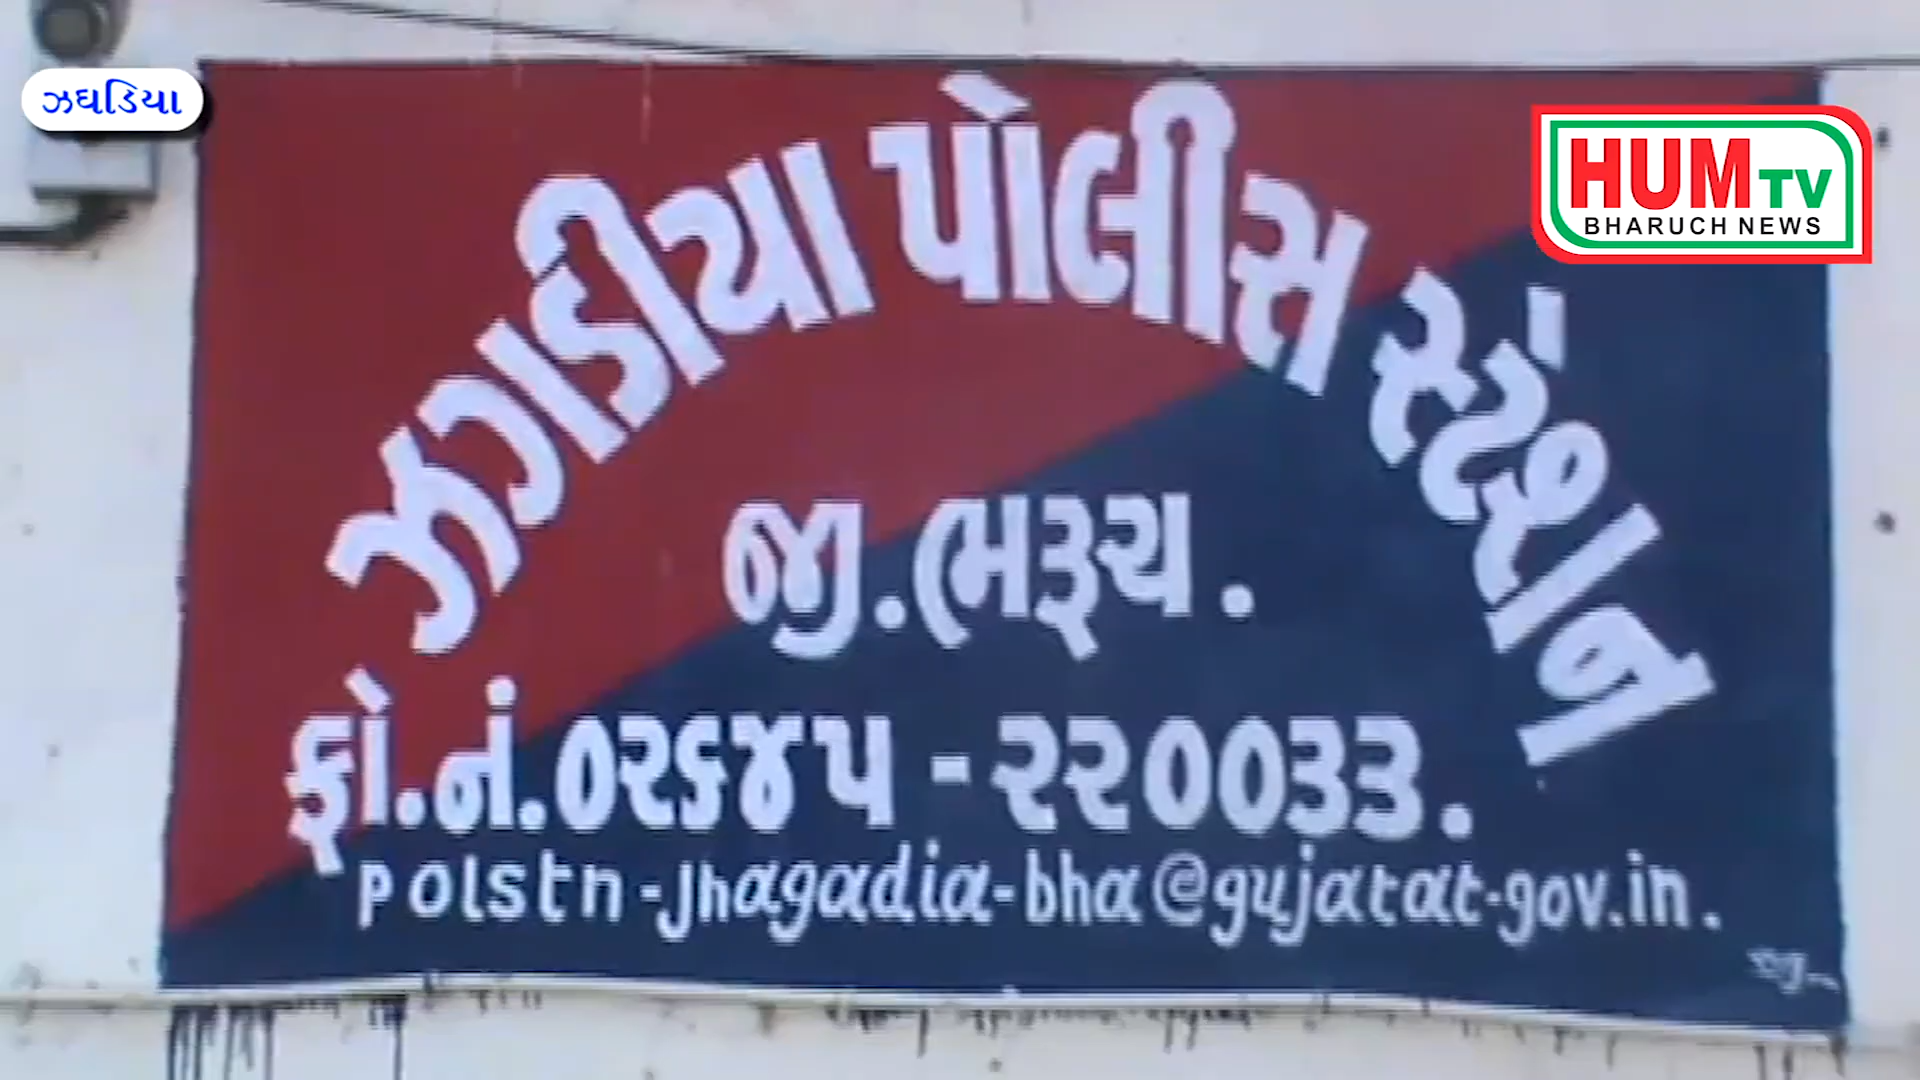 ઝઘડિયા
HUM TV
BHARUCH NEWS
ઝગાડીયા પોલીસ સ્ટેશન
જી.ભરૂચ.
ફો.નં.૦૨૬૪૫-૨૨૦૦૩૩.
polstn-Jhagadia-bha@gujatat-gov.in.